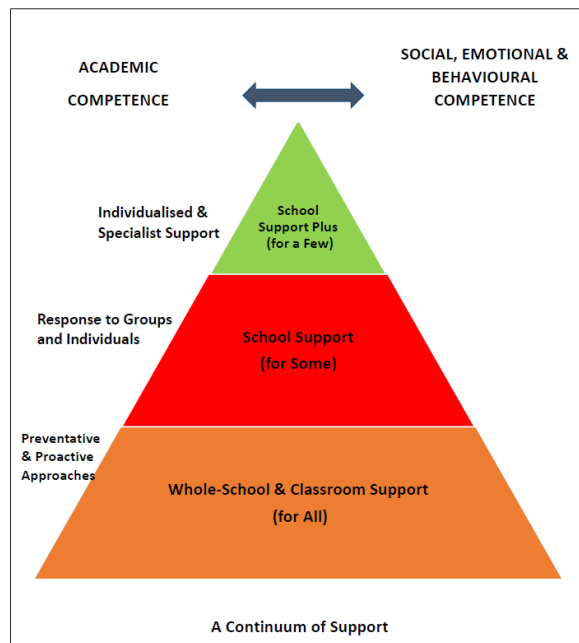 ACADEMIC
COMPETENCE
SOCIAL, EMOTIONAL &
BEHAVIOURAL
COMPETENCE
Individualised &
Specialist Support
School
Support Plus
(for a Few)
Response to Groups
and Individuals
School Support
(for Some)
Preventative
& Proactive
Approaches
Whole-School & Classroom Support
(for All)
A Continuum of Support